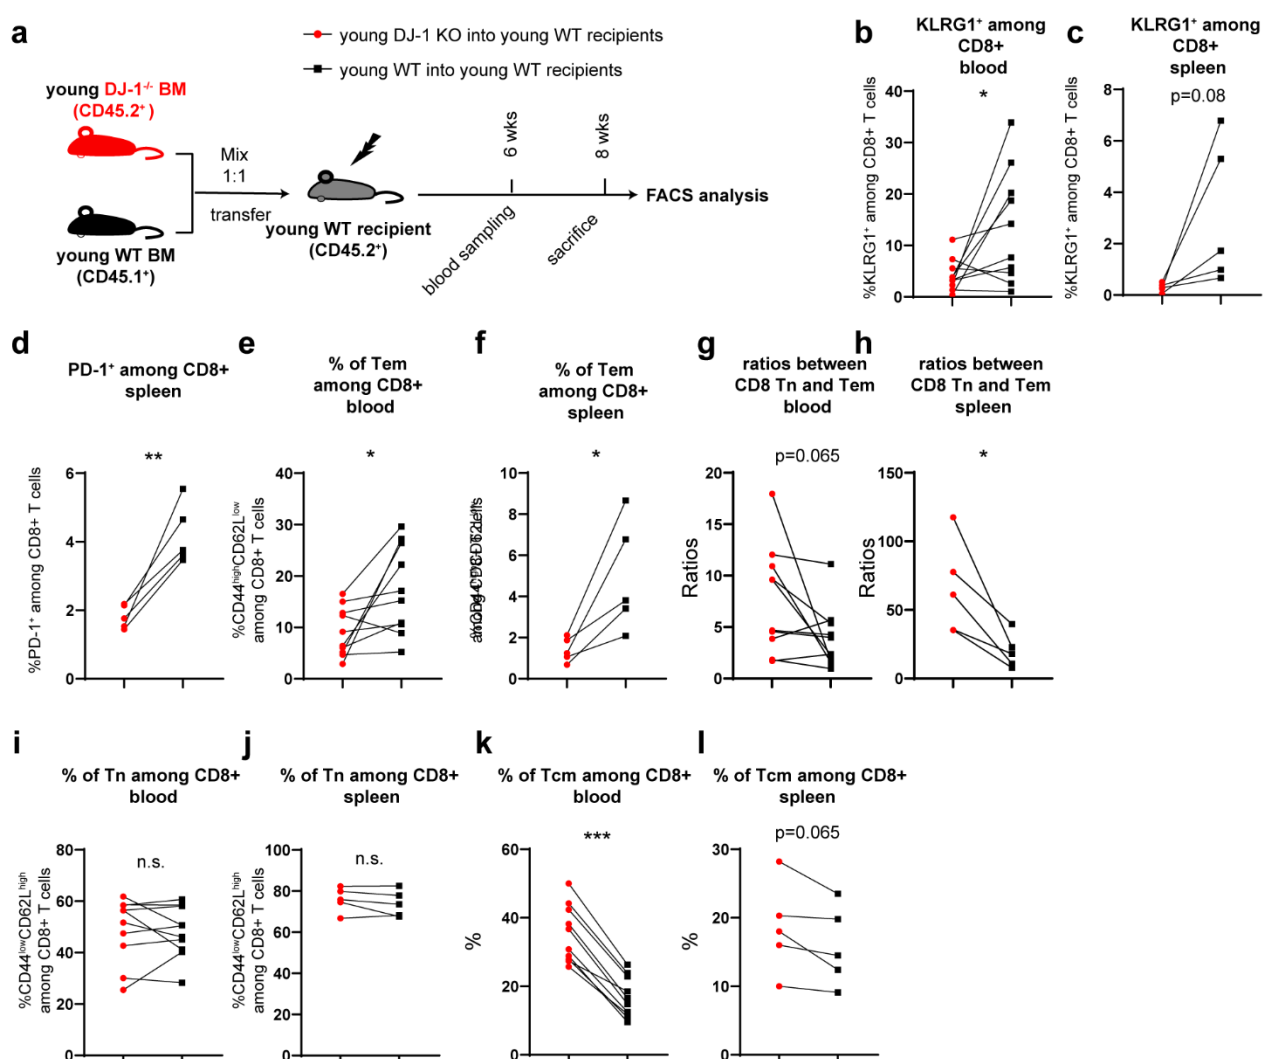 a
young DJ-1 KO into young WT recipients
young WT into young WT recipients
young DJ-1-/- BM
(CD45.2+)
young WT BM
(CD45.1+)
Mix
1:1
transfer
young WT recipient
(CD45.2+)
6 wks
8 wks
blood sampling
sacrifice
FACS analysis
b
KLRG1+ among
CD8+
blood
*
%KLRG1+ among CD8+ T cells
40
30
20
10
0
c
KLRG1+ among
CD8+
spleen
p=0.08
%KLRG1+ among CD8+ T cells
8
6
4
2
0
d
PD-1+ among CD8+
spleen
**
%PD-1+ among CD8+ T cells
6
4
2
0
e
% of Tem
among CD8+
blood
*
%CD44highCD62Llow
among CD8+ T cells
40
30
20
10
0
f
% of Tem
among CD8+
spleen
*
among CD8+ T cells
10
8
6
4
2
0
g
ratios between
CD8 Tn and Tem
blood
p=0.065
Ratios
20
15
10
5
0
h
ratios between
CD8 Tn and Tem
spleen
*
Ratios
150
100
50
0
i
% of Tn among CD8+
blood
n.s.
%CD44lowCD62Lhigh
among CD8+ T cells
80
60
40
20
0
j
% of Tn among CD8+
spleen
n.s.
%CD44lowCD62Lhigh
among CD8+ T cells
100
80
60
40
20
0
k
% of Tcm among CD8+
blood
***
%
60
40
20
0
l
% of Tcm among CD8+
spleen
p=0.065
%
30
20
10
0